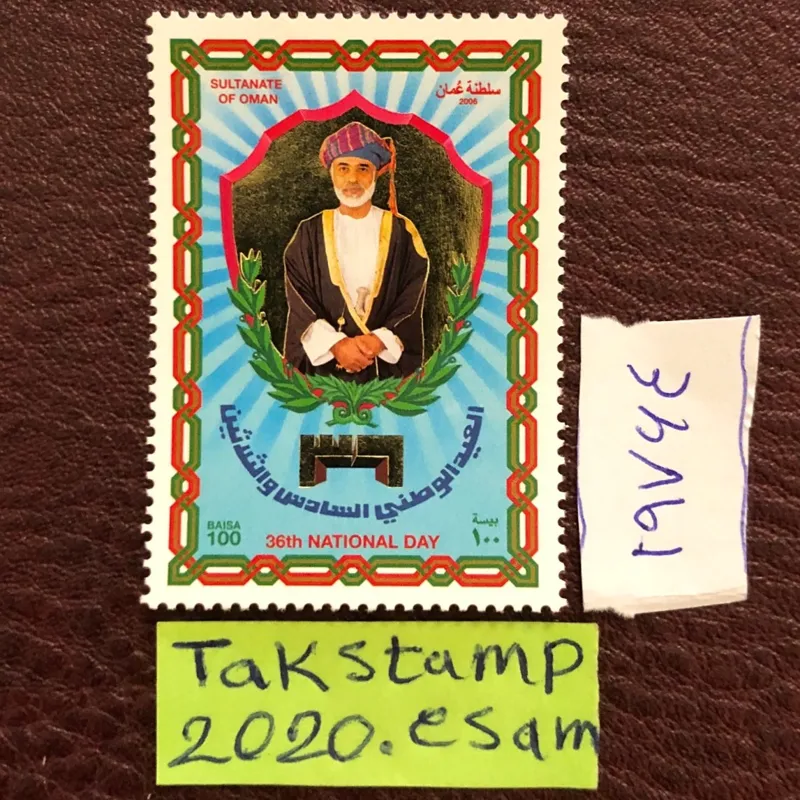 SULTANATE
OF OMAN
سلطنة عُمان
2006
العيد الوطني السادس والثلاثين
BAISA
100
36th NATIONAL DAY
بيسة
١٠٠
Takstamp
2020.esam